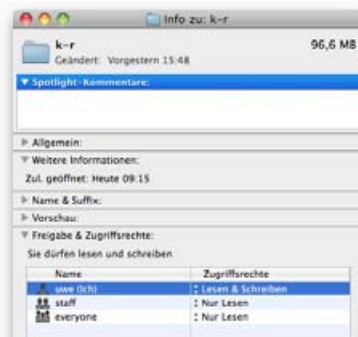 Info zu: k-r
k-r 96,6 MB
Geändert: Vorgestern 15:48
Spotlight-Kommentare:
Allgemein:
Weitere Informationen:
Zul. geöffnet: Heute 09:15
Name & Suffix:
Vorschau:
Freigabe & Zugriffsrechte:
Sie dürfen lesen und schreiben
Name Zugriffsrechte
uwe (Ich) Lesen & Schreiben
staff Nur Lesen
everyone Nur Lesen